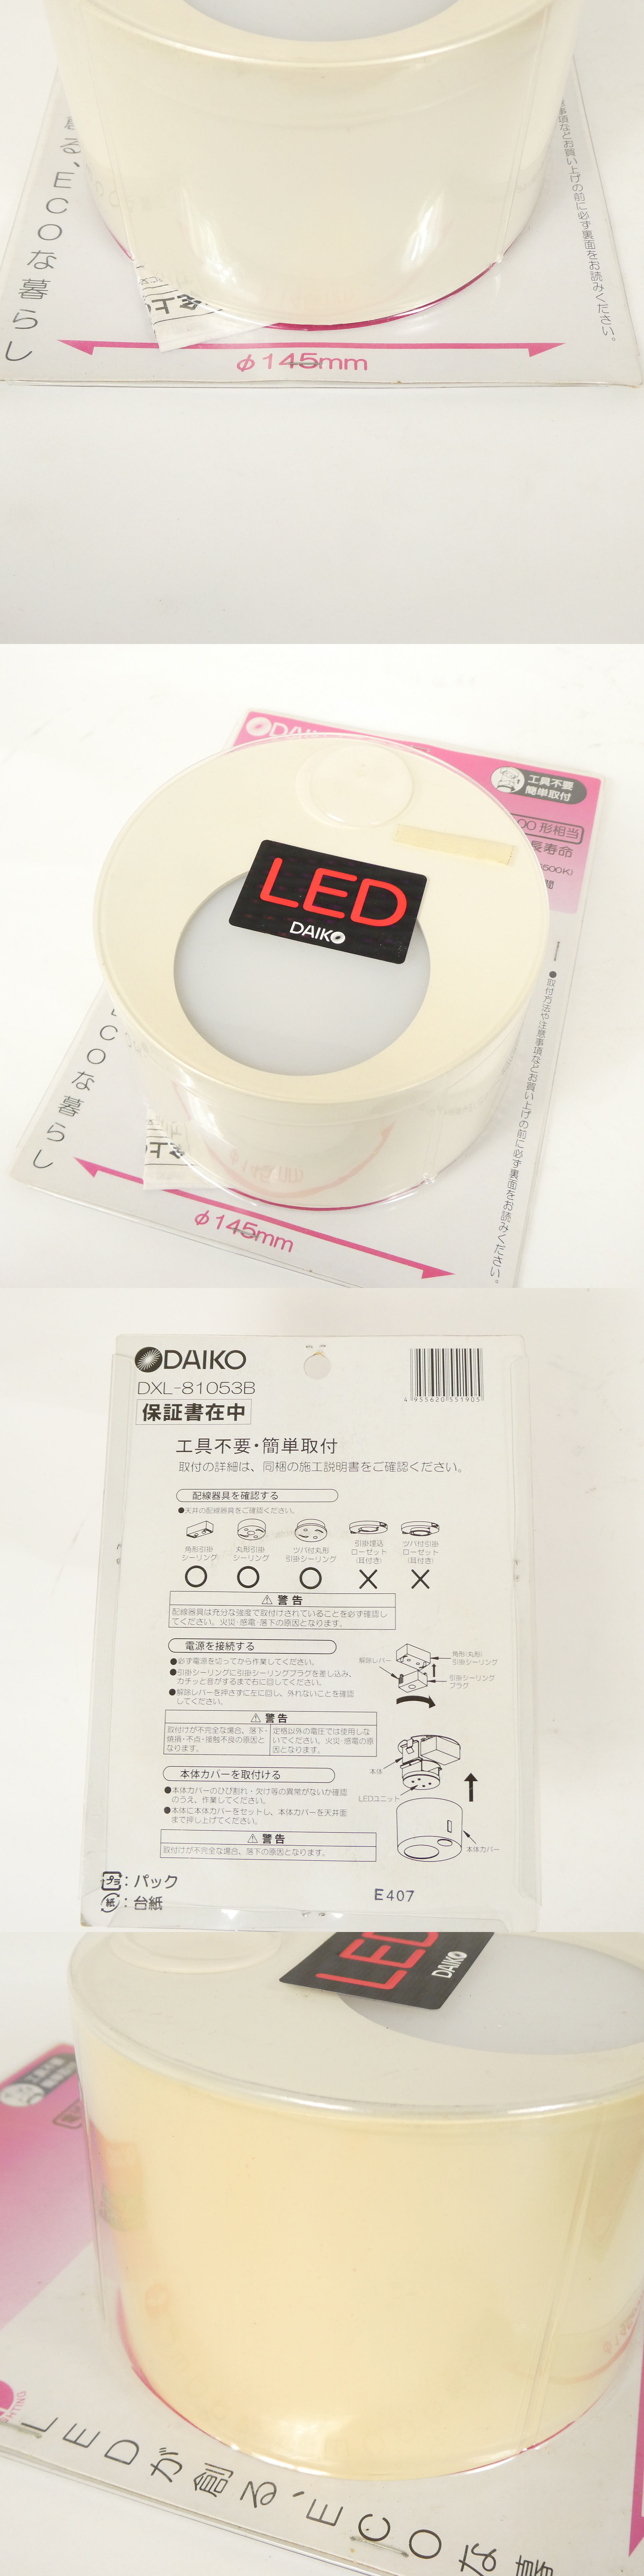 る、ECOな暮らし
事項などお買い上げの前に必ず裏面をお読みください。
φ145mm
工具不要
簡単取付
00形相当
長寿命
LED
DAIKO
COな暮らし
●取付方法や注意事項などお買い上げの前に必ず裏面をお読みください。
φ145mm
DAIKO
DXL-81053B
保証書在中
4 955620 551905
工具不要・簡単取付
取付の詳細は、同梱の施工説明書をご確認ください。
配線器具を確認する
●天井の配線器具をご確認ください。
角形引掛
シーリング
丸形引掛
シーリング
ツバ付丸形
引掛シーリング
引掛埋込
ローゼット
(耳付き)
ツバ付引掛
ローゼット
(耳付き)
警告
配線器具は充分な強度で取付けされていることを必ず確認し
てください。火災・感電・落下の原因となります。
電源を接続する
●必ず電源を切ってから作業してください。
●引掛シーリングに引掛シーリングプラグを差し込み、
カチッと音がするまで右に回してください。
●解除レバーを押さずに左に回し、外れないことを確認
してください。
解除レバー
角形(丸形)
引掛シーリング
引掛シーリング
プラグ
警告
取付けが不完全な場合、落下・
焼損・不点・接触不良の原因と
なります。
定格以外の電圧では使用しな
いでください。火災・感電の原
因となります。
本体カバーを取付ける
●本体カバーのひび割れ・欠け等の異常がないか確認
のうえ、作業してください。
●本体に本体カバーをセットし、本体カバーを天井面
まで押し上げてください。
本体
LEDユニット
本体カバー
警告
取付けが不完全な場合、落下の原因となります。
プラ：パック
紙：台紙
E407
LED
DAIKO
LEDが創る、ECOな暮